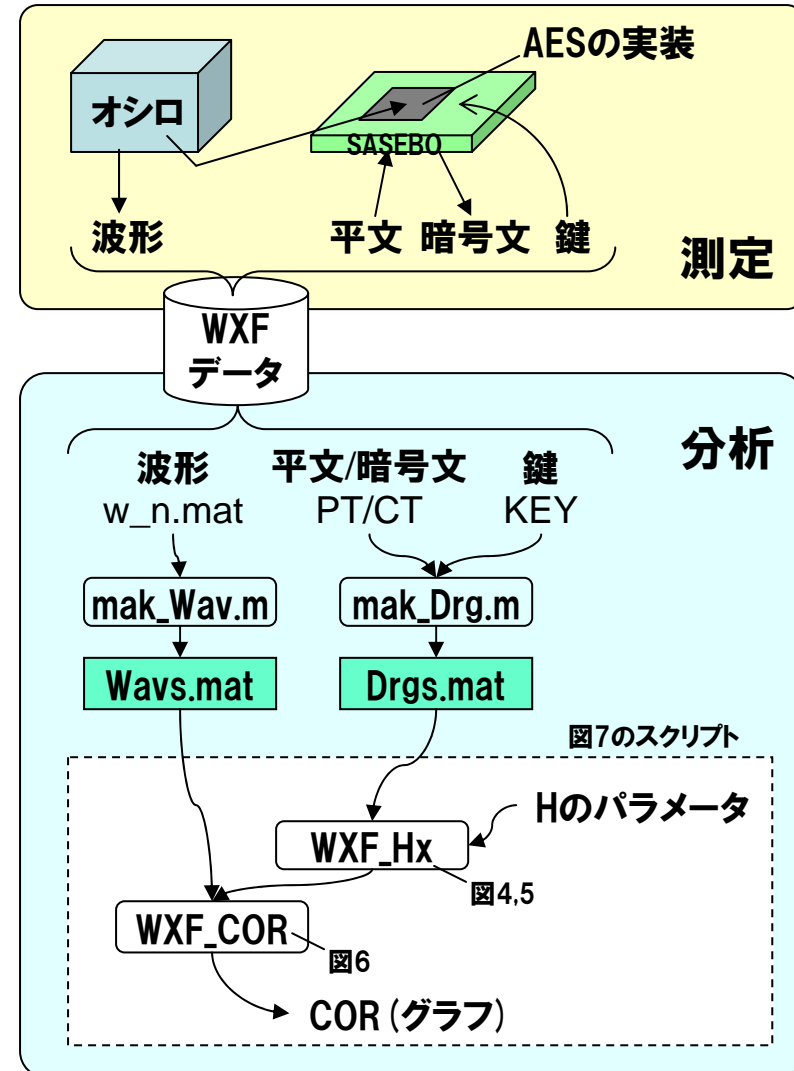 AESの実装
オシロ
SASEBO
波形
平文 暗号文 鍵
測定
WXF
データ
分析
波形 平文/暗号文 鍵
w_n.mat PT/CT KEY
mak_Wav.m mak_Drg.m
Wavs.mat Drgs.mat
図7のスクリプト
Hのパラメータ
WXF_Hx
図4,5
WXF_COR
図6
COR(グラフ)